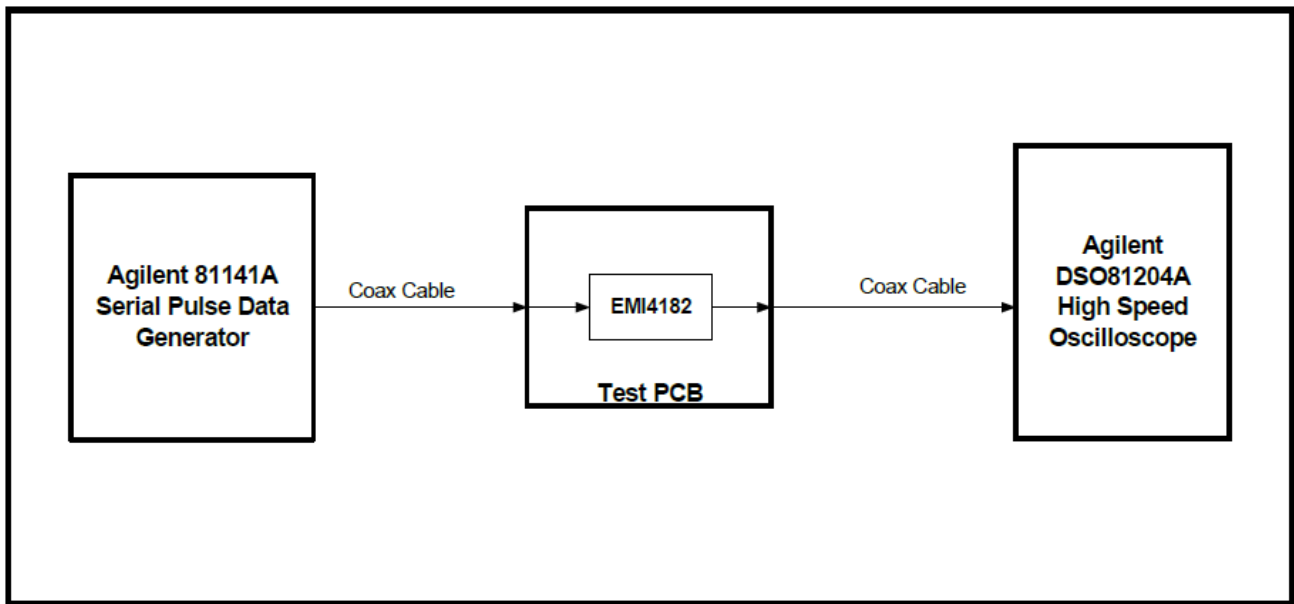 Agilent 81141A
Serial Pulse Data
Generator
Coax Cable
EMI4182
Test PCB
Coax Cable
Agilent
DSO81204A
High Speed
Oscilloscope